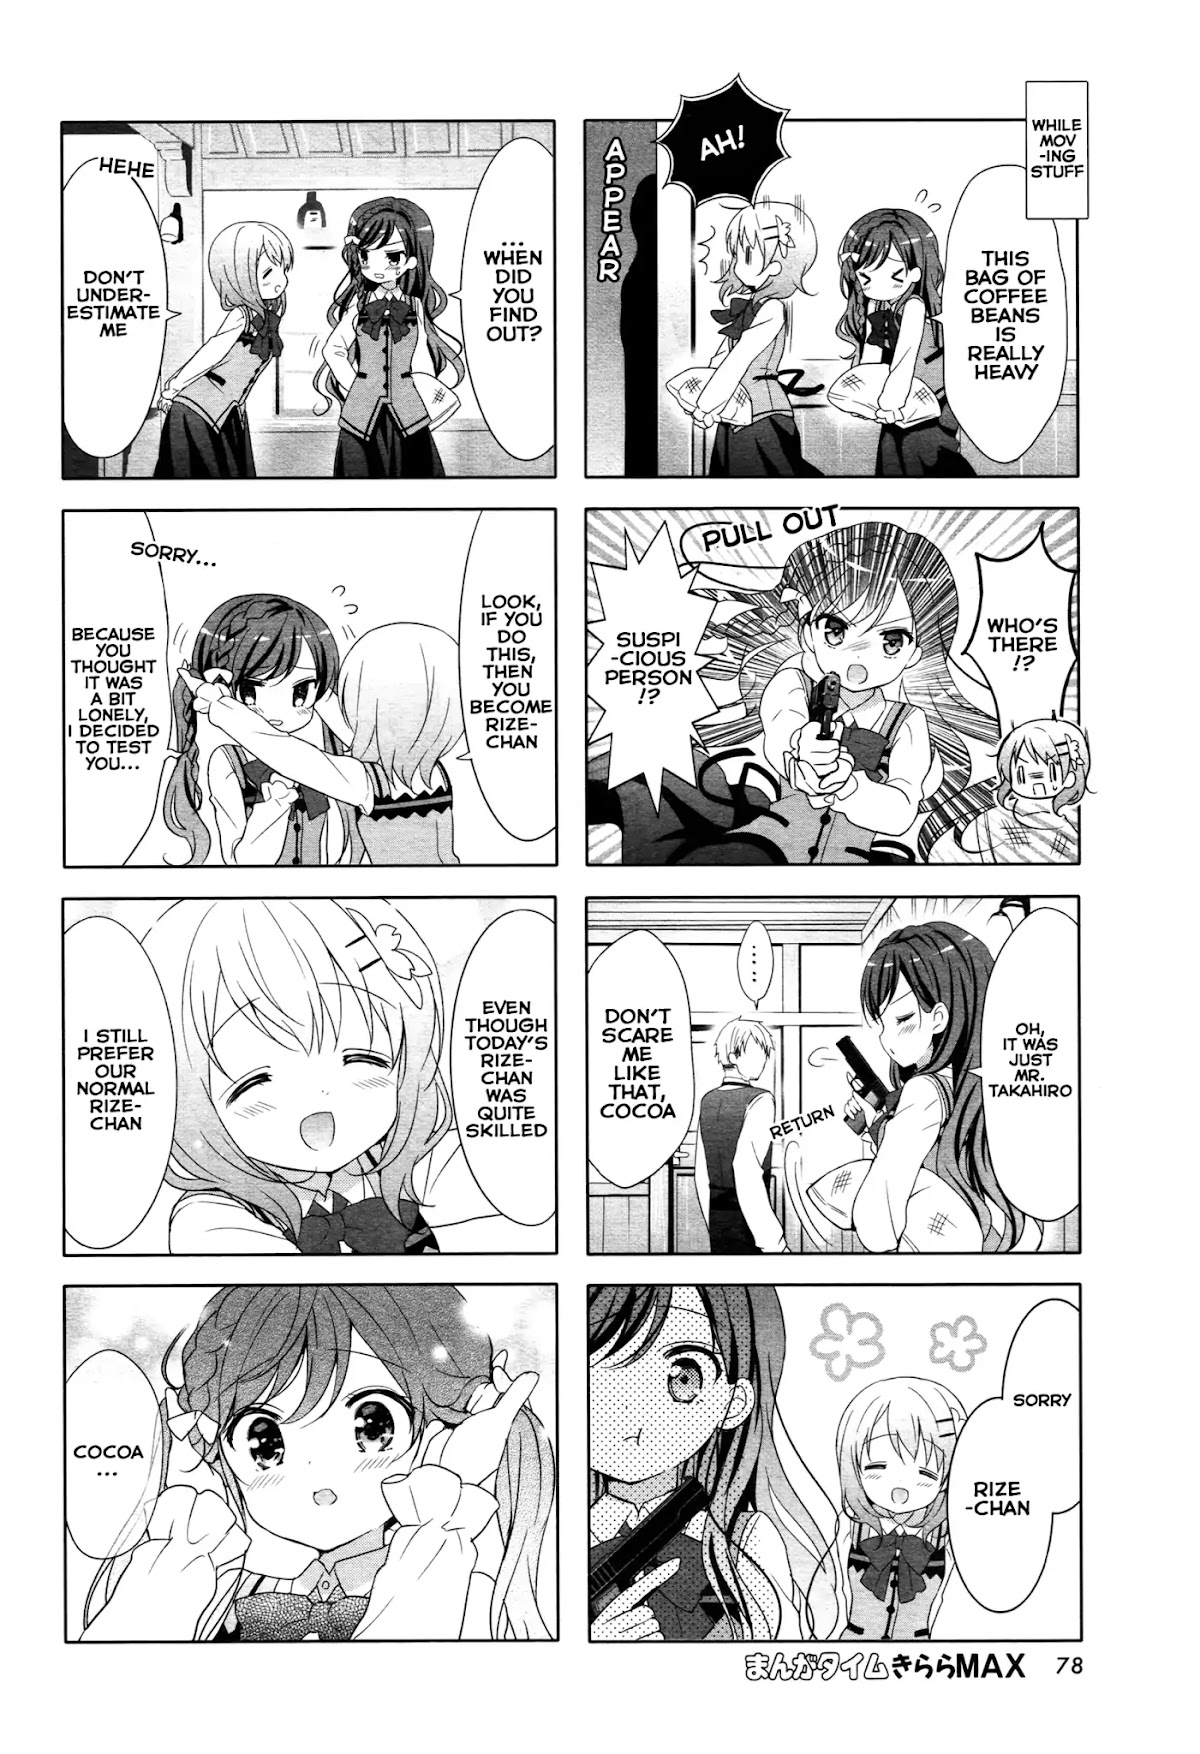 WHILE
MOV
-ING
STUFF
THIS
BAG OF
COFFEE
BEANS
IS
REALLY
HEAVY
AH!
APPEAR
WHO'S
THERE
!?
PULL OUT
SUSPI
-CIOUS
PERSON
!?
OH,
IT WAS
JUST
MR.
TAKAHIRO
....
RETURN
DON'T
SCARE
ME
LIKE
THAT,
COCOA
SORRY
RIZE
-CHAN
...
WHEN
DID
YOU
FIND
OUT?
HEHE
DON'T
UNDER-
ESTIMATE
ME
LOOK,
IF YOU
DO
THIS,
THEN
YOU
BECOME
RIZE-
CHAN
SORRY...
BECAUSE
YOU
THOUGHT
IT WAS
A BIT
LONELY,
I DECIDED
TO TEST
YOU...
EVEN
THOUGH
TODAY'S
RIZE-
CHAN
WAS
QUITE
SKILLED
I STILL
PREFER
OUR
NORMAL
RIZE-
CHAN
COCOA
...
まんがタイムきららMAX 78